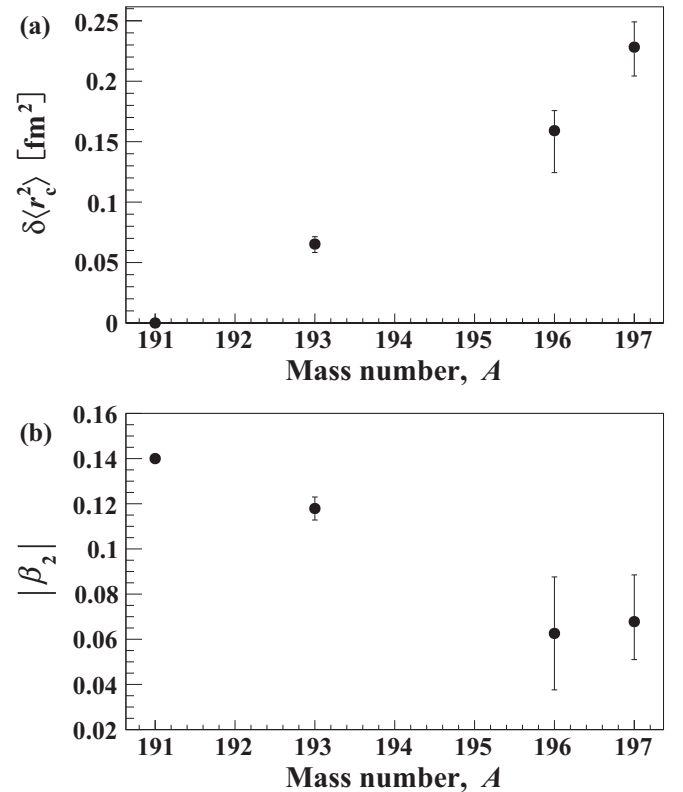 (a)
δ⟨r_c^2⟩ [fm^2]
0.25
0.2
0.15
0.1
0.05
0
191 192 193 194 195 196 197
Mass number, A
(b)
|β_2|
0.16
0.14
0.12
0.1
0.08
0.06
0.04
0.02
191 192 193 194 195 196 197
Mass number, A